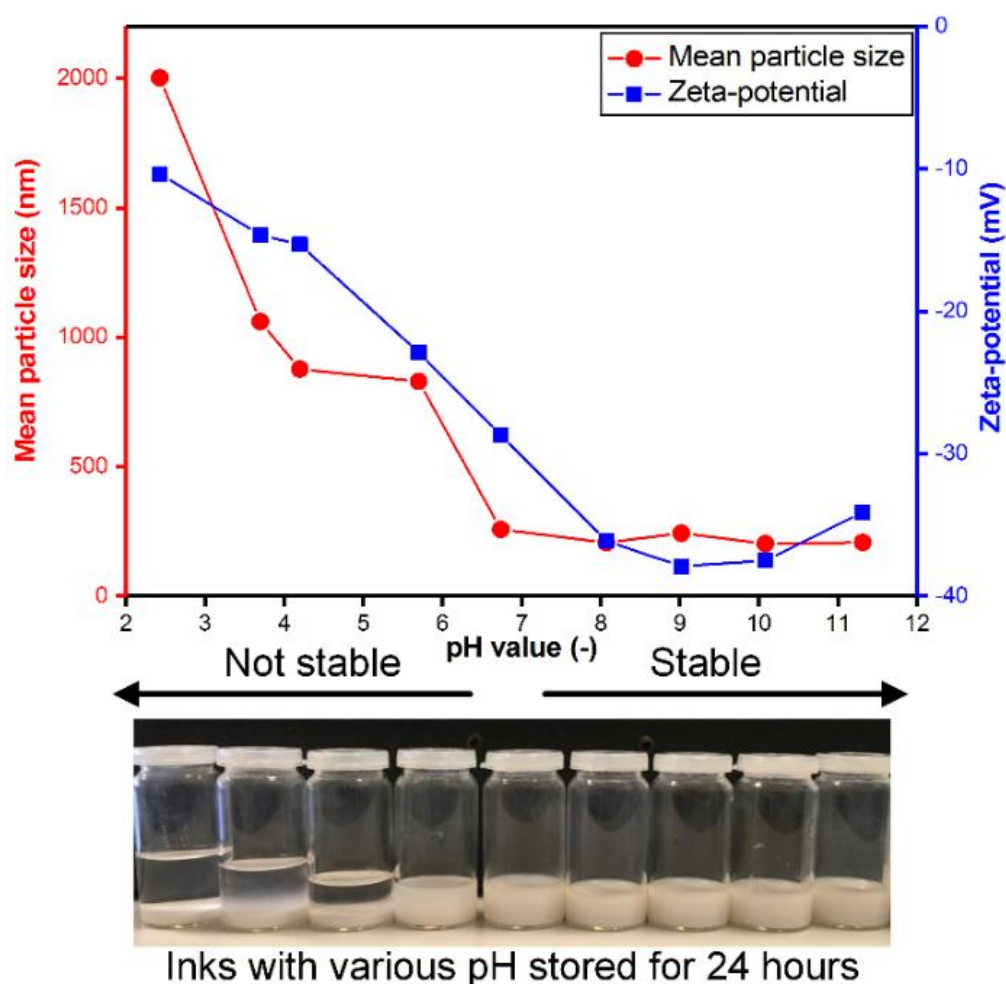 Mean particle size
Zeta-potential
Mean particle size (nm)
2000
1500
1000
500
0
Zeta-potential (mV)
0
-10
-20
-30
-40
2 3 4 5 6 7 8 9 10 11 12
pH value (-)
Not stable
Stable
Inks with various pH stored for 24 hours